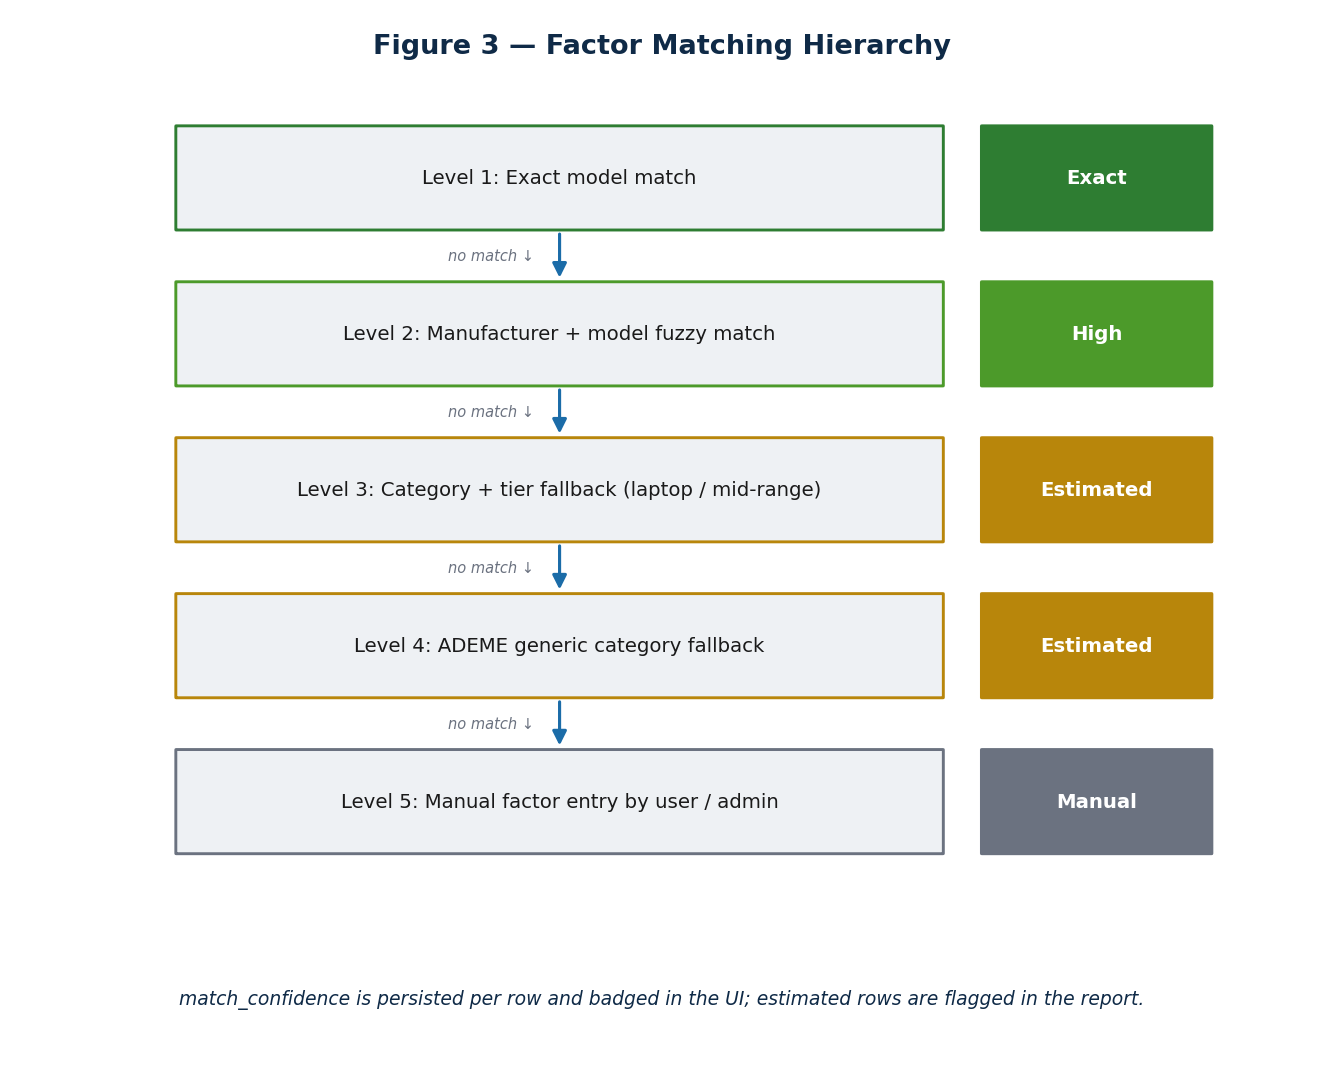 Figure 3 — Factor Matching Hierarchy
Level 1: Exact model match
Exact
no match ↓
Level 2: Manufacturer + model fuzzy match
High
no match ↓
Level 3: Category + tier fallback (laptop / mid-range)
Estimated
no match ↓
Level 4: ADEME generic category fallback
Estimated
no match ↓
Level 5: Manual factor entry by user / admin
Manual
match_confidence is persisted per row and badged in the UI; estimated rows are flagged in the report.